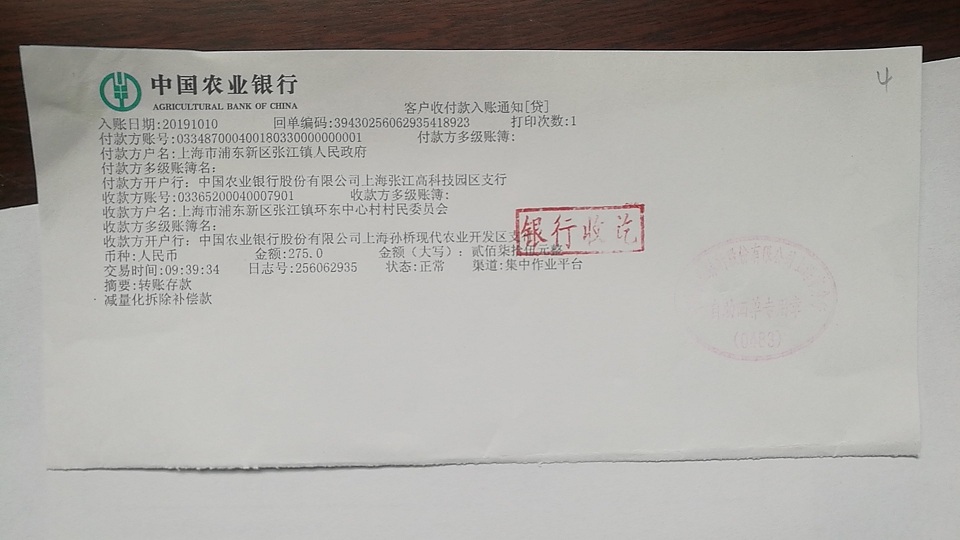 4
中国农业银行
AGRICULTURAL BANK OF CHINA
客户收付款入账通知[贷]
入账日期:20191010 回单编码:39430256062935418923 打印次数:1
付款方账号:03348700040018033000000000​1 付款方多级账簿:
付款方户名:上海市浦东新区张江镇人民政府
付款方多级账簿名:
付款方开户行: 中国农业银行股份有限公司上海张江高科技园区支行
收款方账号:03365200040007901 收款方多级账簿:
收款方户名:上海市浦东新区张江镇环东中心村村民委员会
收款方多级账簿名:
收款方开户行: 中国农业银行股份有限公司上海孙桥现代农业开发区支
银行收讫
币种:人民币 金额:275.0 金额(大写): 贰佰柒拾伍元整
交易时间:09:39:34 日志号:256062935 状态:正常 渠道:集中作业平台
摘要:转账存款
减量化拆除补偿款